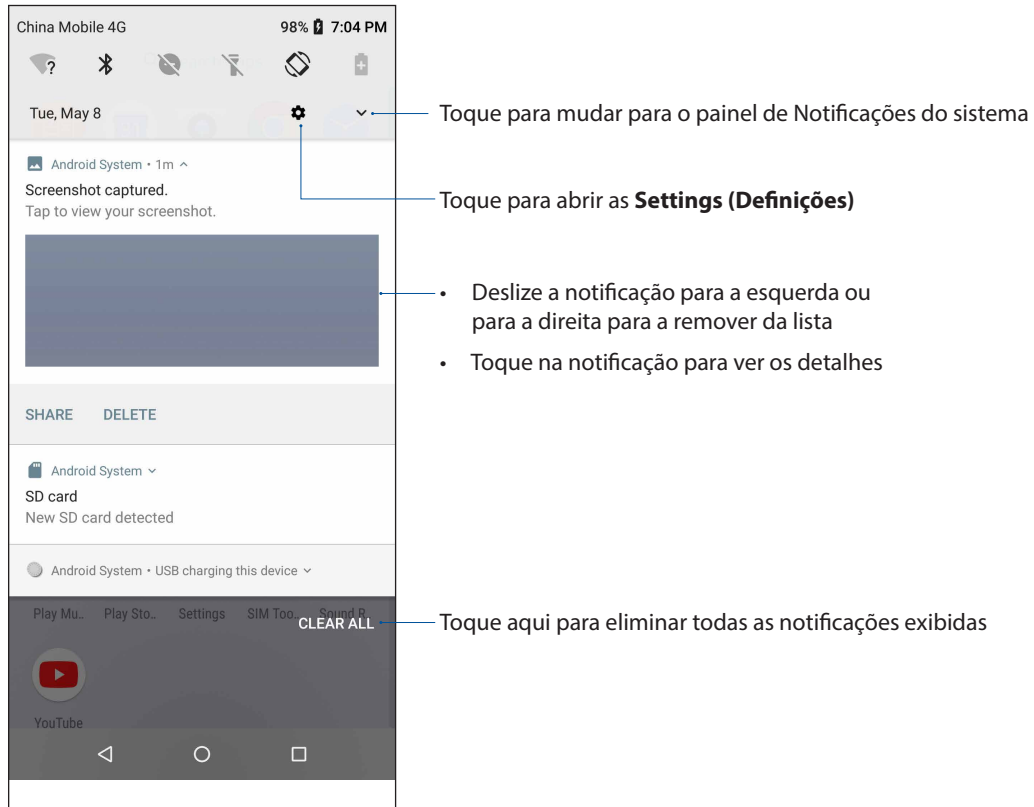 China Mobile 4G 98% 7:04 PM
?
Tue, May 8
Toque para mudar para o painel de Notificações do sistema
Android System • 1m
Screenshot captured.
Tap to view your screenshot.
Toque para abrir as Settings (Definições)
• Deslize a notificação para a esquerda ou
para a direita para a remover da lista
• Toque na notificação para ver os detalhes
SHARE DELETE
Android System
SD card
New SD card detected
Android System • USB charging this device
Play Mu.. Play Sto.. Settings SIM Too.. Sound R..
CLEAR ALL
Toque aqui para eliminar todas as notificações exibidas
YouTube